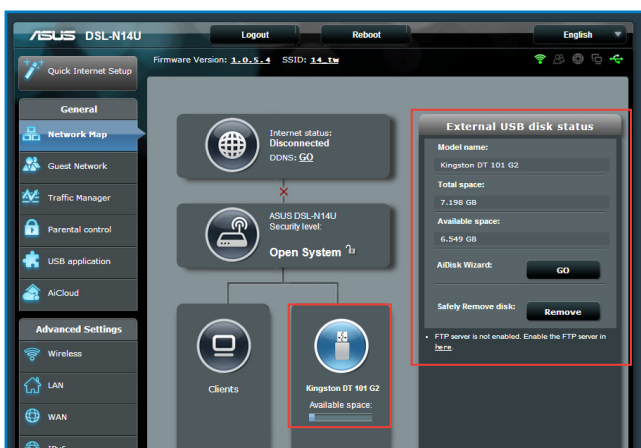 ASUS DSL-N14U
Logout
Reboot
English
Quick Internet Setup
Firmware Version: 1.0.5.4 SSID: 14_tw
General
Network Map
Guest Network
Traffic Manager
Parental control
USB application
AiCloud
Advanced Settings
Wireless
LAN
WAN
IPv6
Internet status:
Disconnected
DDNS: GO
ASUS DSL-N14U
Security level:
Open System
Clients
Kingston DT 101 G2
Available space:
External USB disk status
Model name:
Kingston DT 101 G2
Total space:
7.198 GB
Available space:
6.549 GB
AiDisk Wizard:
GO
Safely Remove disk:
Remove
• FTP server is not enabled. Enable the FTP server in
here.